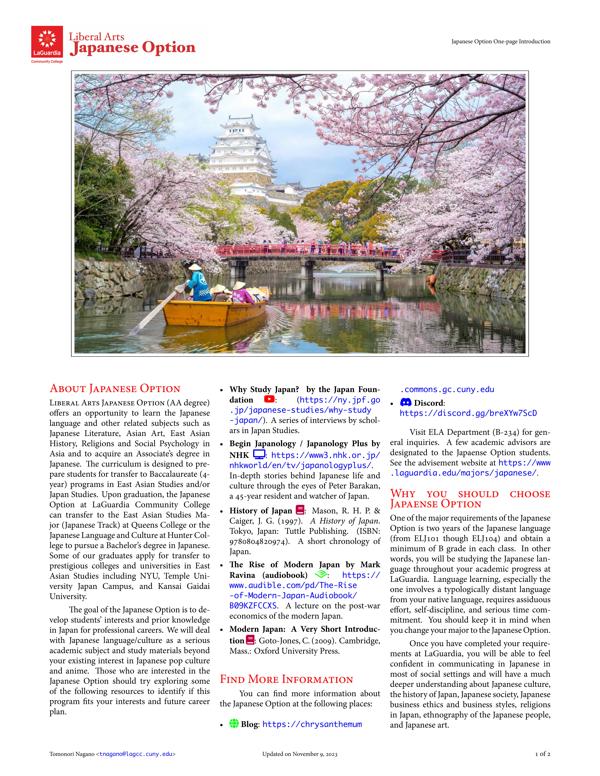 LaGuardia
Community College
Liberal Arts
Japanese Option
Japanese Option One-page Introduction
About Japanese Option
Liberal Arts Japanese Option (AA degree)
offers an opportunity to learn the Japanese
language and other related subjects such as
Japanese Literature, Asian Art, East Asian
History, Religions and Social Psychology in
Asia and to acquire an Associate's degree in
Japanese. The curriculum is designed to pre-
pare students for transfer to Baccalaureate (4-
year) programs in East Asian Studies and/or
Japan Studies. Upon graduation, the Japanese
Option at LaGuardia Community College
can transfer to the East Asian Studies Ma-
jor (Japanese Track) at Queens College or the
Japanese Language and Culture at Hunter Col-
lege to pursue a Bachelor's degree in Japanese.
Some of our graduates apply for transfer to
prestigious colleges and universities in East
Asian Studies including NYU, Temple Uni-
versity Japan Campus, and Kansai Gaidai
University.
The goal of the Japanese Option is to de-
velop students' interests and prior knowledge
in Japan for professional careers. We will deal
with Japanese language/culture as a serious
academic subject and study materials beyond
your existing interest in Japanese pop culture
and anime. Those who are interested in the
Japanese Option should try exploring some
of the following resources to identify if this
program fits your interests and future career
plan.
• Why Study Japan? by the Japan Foun-
dation : (https://ny.jpf.go
.jp/japanese-studies/why-study
-japan/). A series of interviews by schol-
ars in Japan Studies.
• Begin Japanology / Japanology Plus by
NHK : https://www3.nhk.or.jp/
nhkworld/en/tv/japanologyplus/.
In-depth stories behind Japanese life and
culture through the eyes of Peter Barakan,
a 45-year resident and watcher of Japan.
• History of Japan : Mason, R. H. P. &
Caiger, J. G. (1997). A History of Japan.
Tokyo, Japan: Tuttle Publishing. (ISBN:
9780804820974). A short chronology of
Japan.
• The Rise of Modern Japan by Mark
Ravina (audiobook) : https://
www.audible.com/pd/The-Rise
-of-Modern-Japan-Audiobook/
B09KZFCCXS. A lecture on the post-war
economics of the modern Japan.
• Modern Japan: A Very Short Introduc-
tion : Goto-Jones, C. (2009). Cambridge,
Mass.: Oxford University Press.
Find More Information
You can find more information about
the Japanese Option at the following places:
• Blog: https://chrysanthemum
.commons.gc.cuny.edu
• Discord:
https://discord.gg/breXYw7ScD
Visit ELA Department (B-234) for gen-
eral inquiries. A few academic advisors are
designated to the Japaense Option students.
See the advisement website at https://www
.laguardia.edu/majors/japanese/.
Why you should choose
Japaense Option
One of the major requirements of the Japanese
Option is two years of the Japanese language
(from ELJ101 though ELJ104) and obtain a
minimum of B grade in each class. In other
words, you will be studying the Japanese lan-
guage throughout your academic progress at
LaGuardia. Language learning, especially the
one involves a typologically distant language
from your native language, requires assiduous
effort, self-discipline, and serious time com-
mitment. You should keep it in mind when
you change your major to the Japanese Option.
Once you have completed your require-
ments at LaGuardia, you will be able to feel
confident in communicating in Japanese in
most of social settings and will have a much
deeper understanding about Japanese culture,
the history of Japan, Japanese society, Japanese
business ethics and business styles, religions
in Japan, ethnography of the Japanese people,
and Japanese art.
Tomonori Nagano <tnagano@lagcc.cuny.edu>
Updated on November 9, 2023
1 of 2